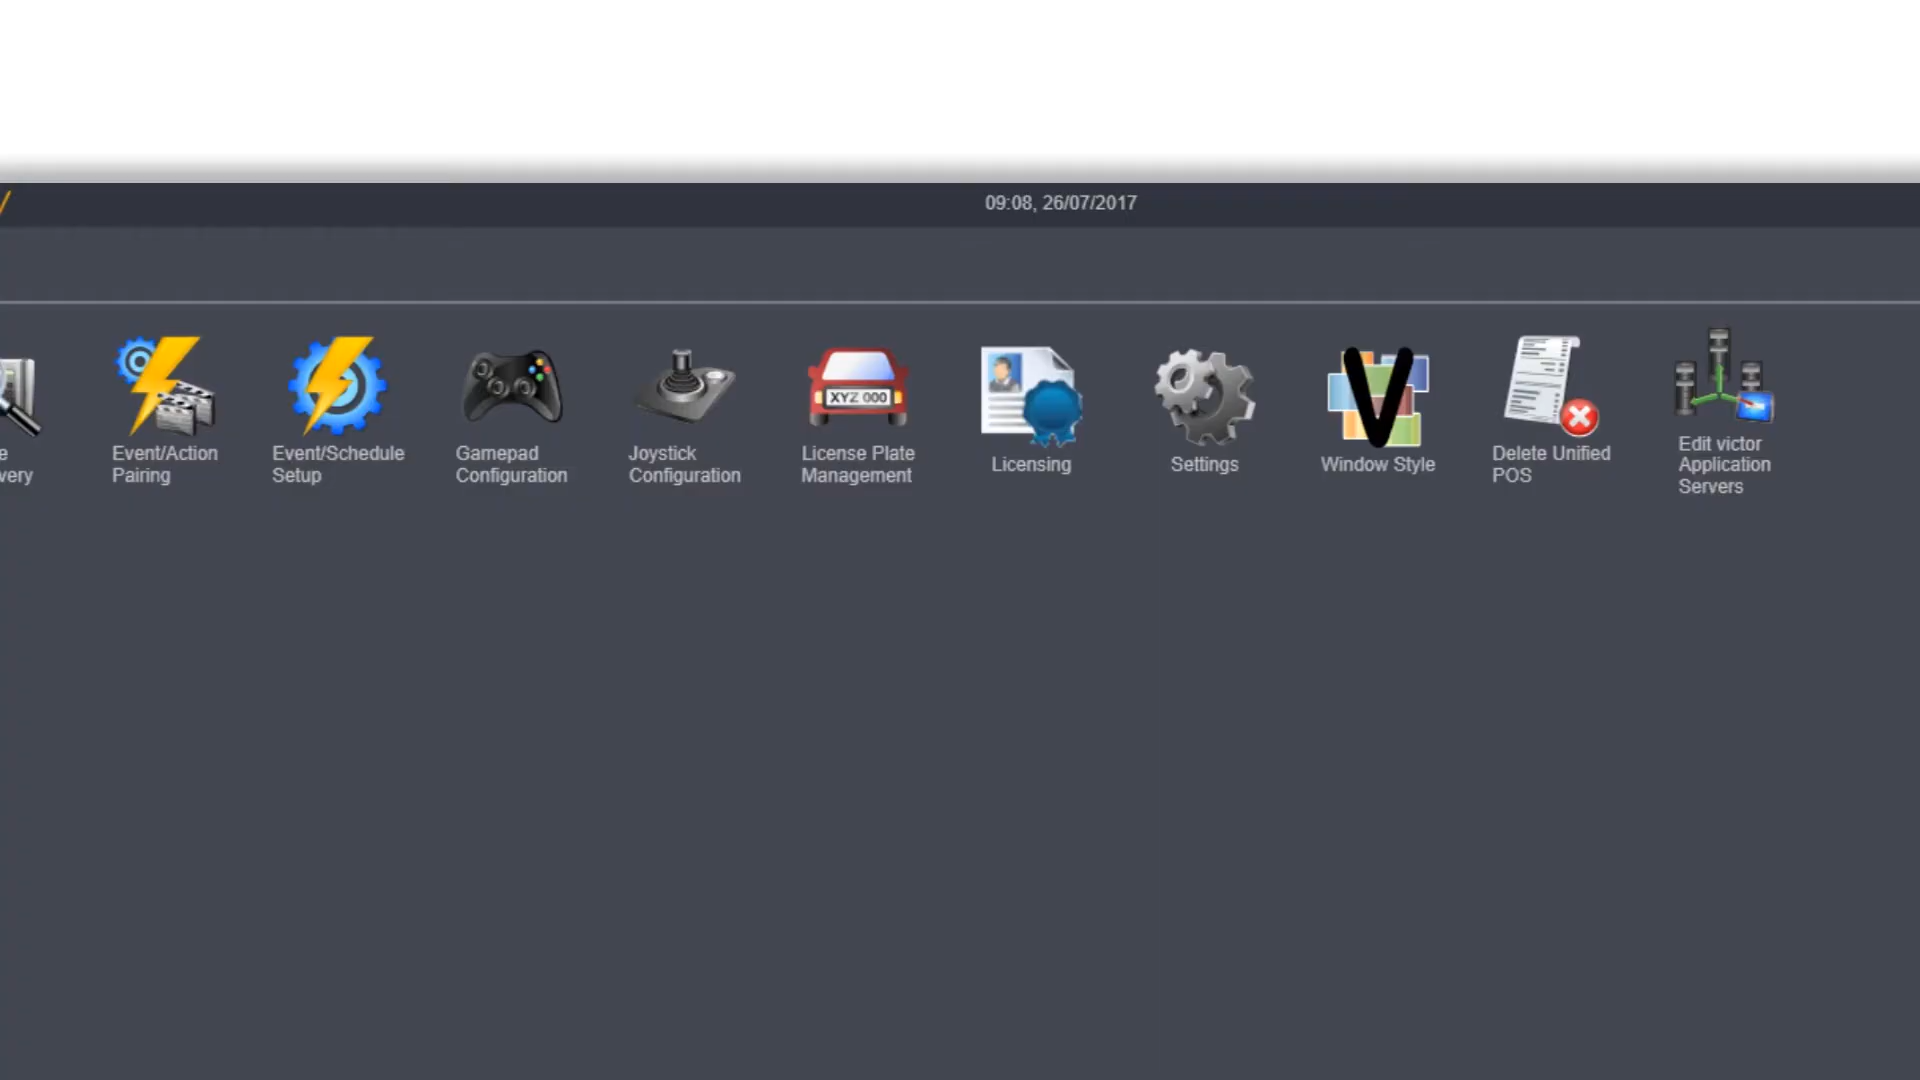 09:08, 26/07/2017
e
very
Event/Action
Pairing
Event/Schedule
Setup
Gamepad
Configuration
Joystick
Configuration
XYZ 000
License Plate
Management
Licensing
Settings
V
Window Style
Delete Unified
POS
Edit victor
Application
Servers